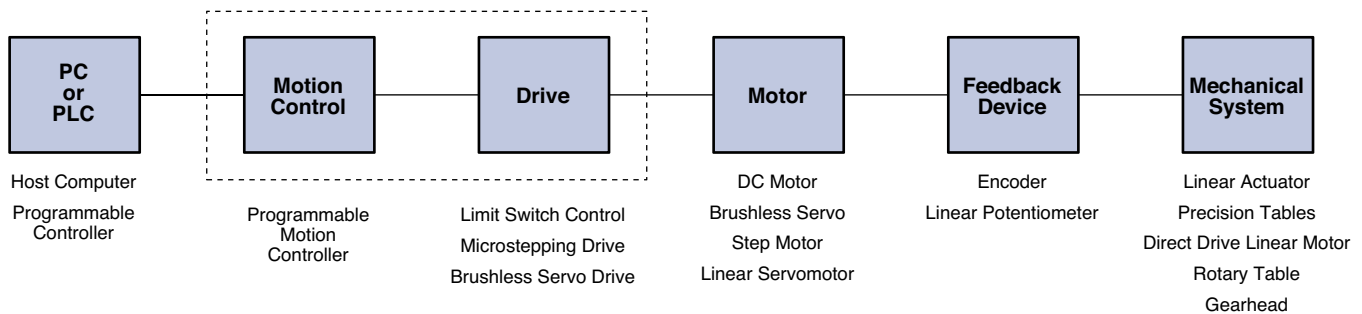 PC
or
PLC
Motion
Control
Drive
Motor
Feedback
Device
Mechanical
System
Host Computer
Programmable
Controller
Programmable
Motion
Controller
Limit Switch Control
Microstepping Drive
Brushless Servo Drive
DC Motor
Brushless Servo
Step Motor
Linear Servomotor
Encoder
Linear Potentiometer
Linear Actuator
Precision Tables
Direct Drive Linear Motor
Rotary Table
Gearhead